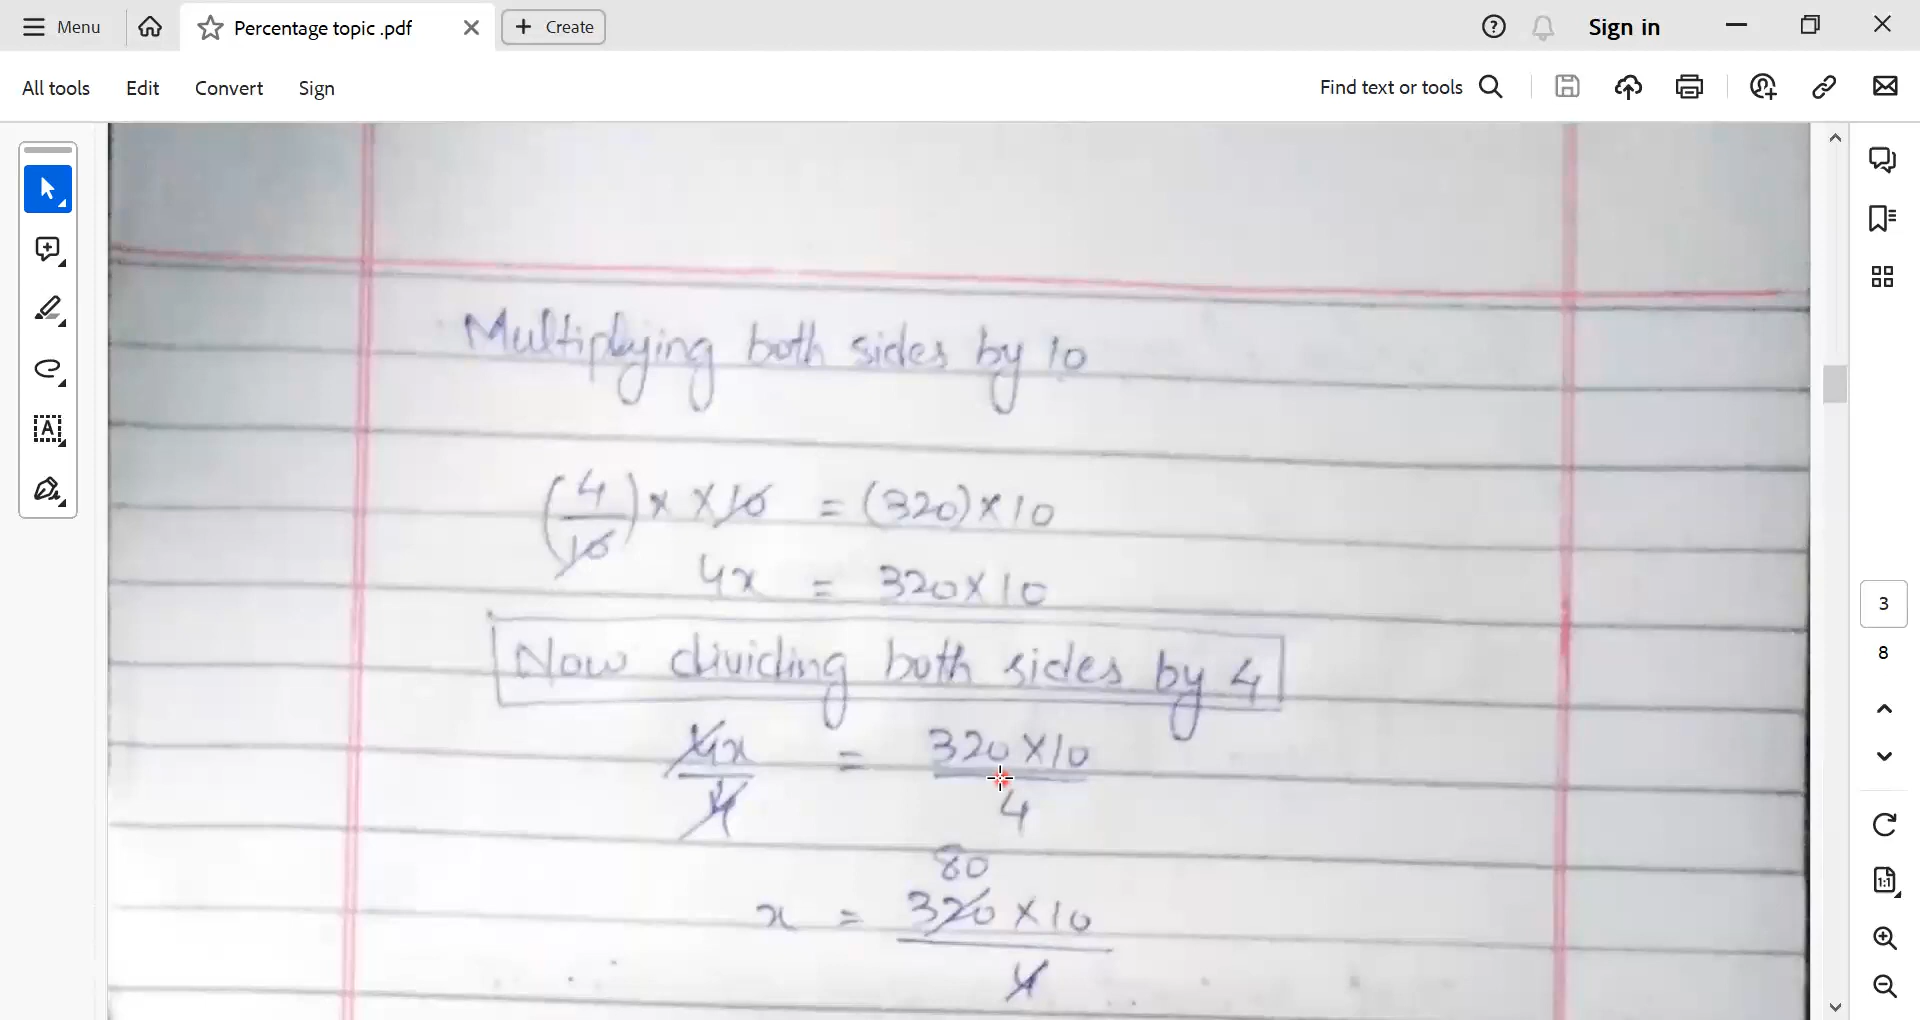 Menu
Percentage topic .pdf
+ Create
Sign in
All tools
Edit
Convert
Sign
Find text or tools
Multiplying both sides by 10
(4/10) x × 10 = (320) × 10
4x = 320 × 10
Now dividing both sides by 4
4x/4 = 320 × 10/4
80
x = 320 × 10/4
3
8